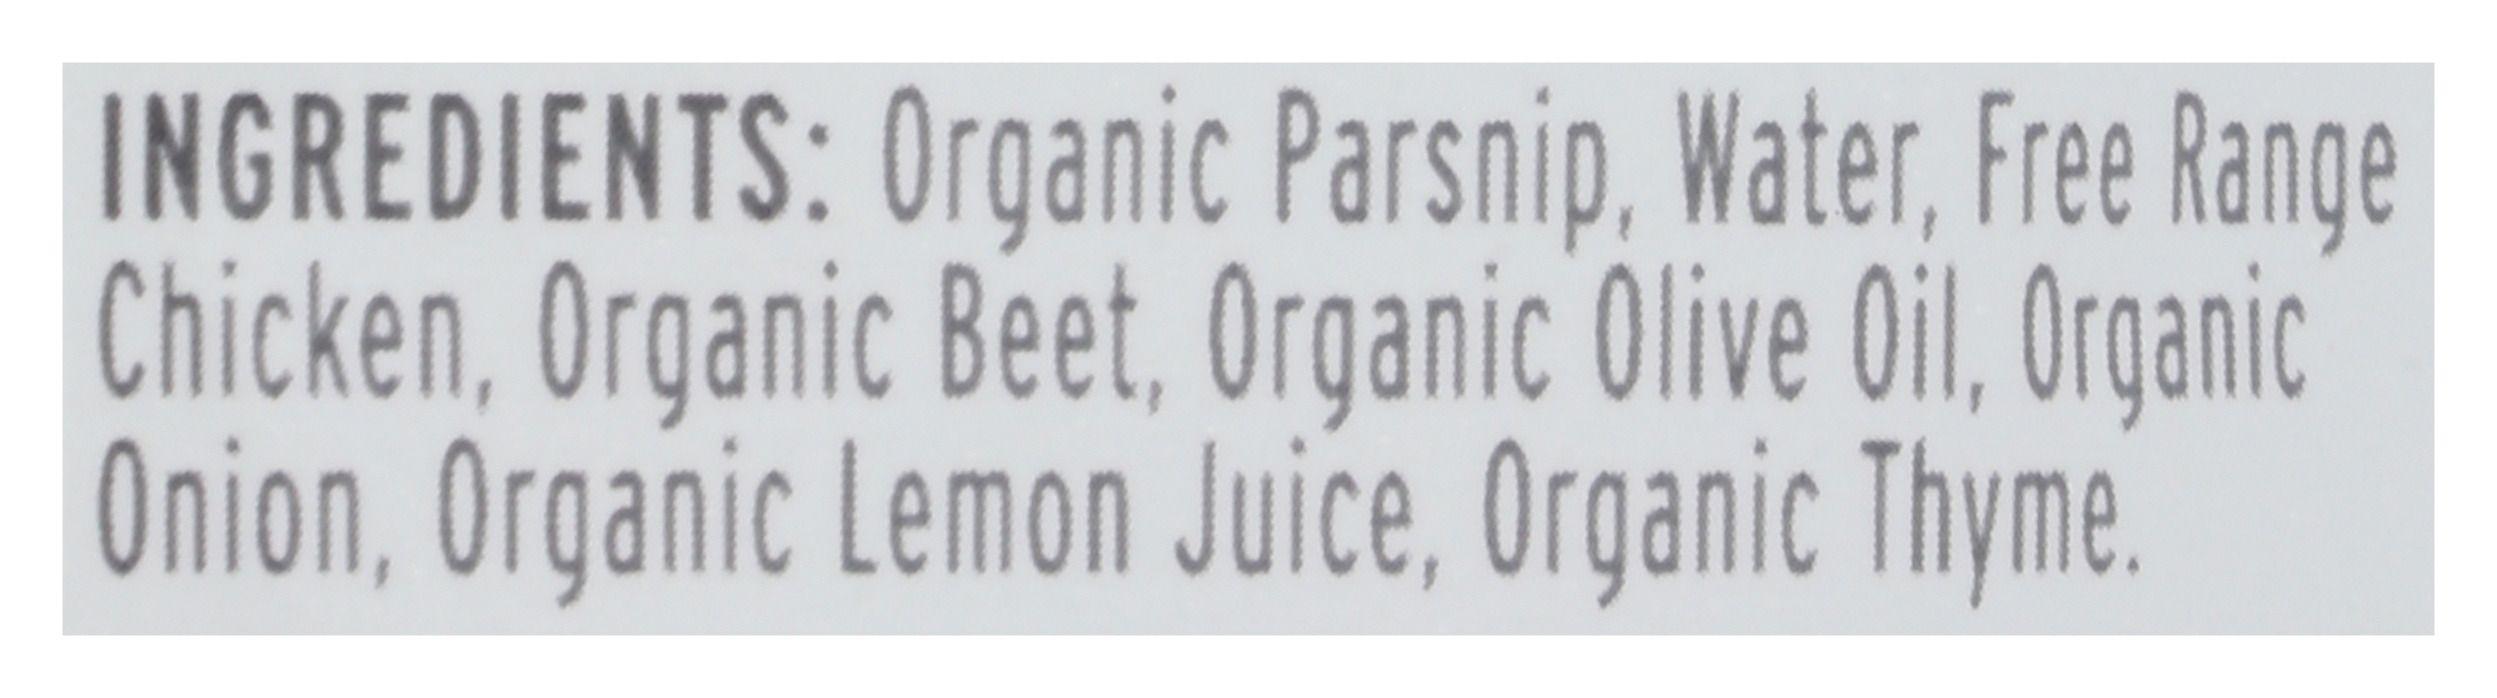 INGREDIENTS: Organic Parsnip, Water, Free Range
Chicken, Organic Beet, Organic Olive Oil, Organic
Onion, Organic Lemon Juice, Organic Thyme.